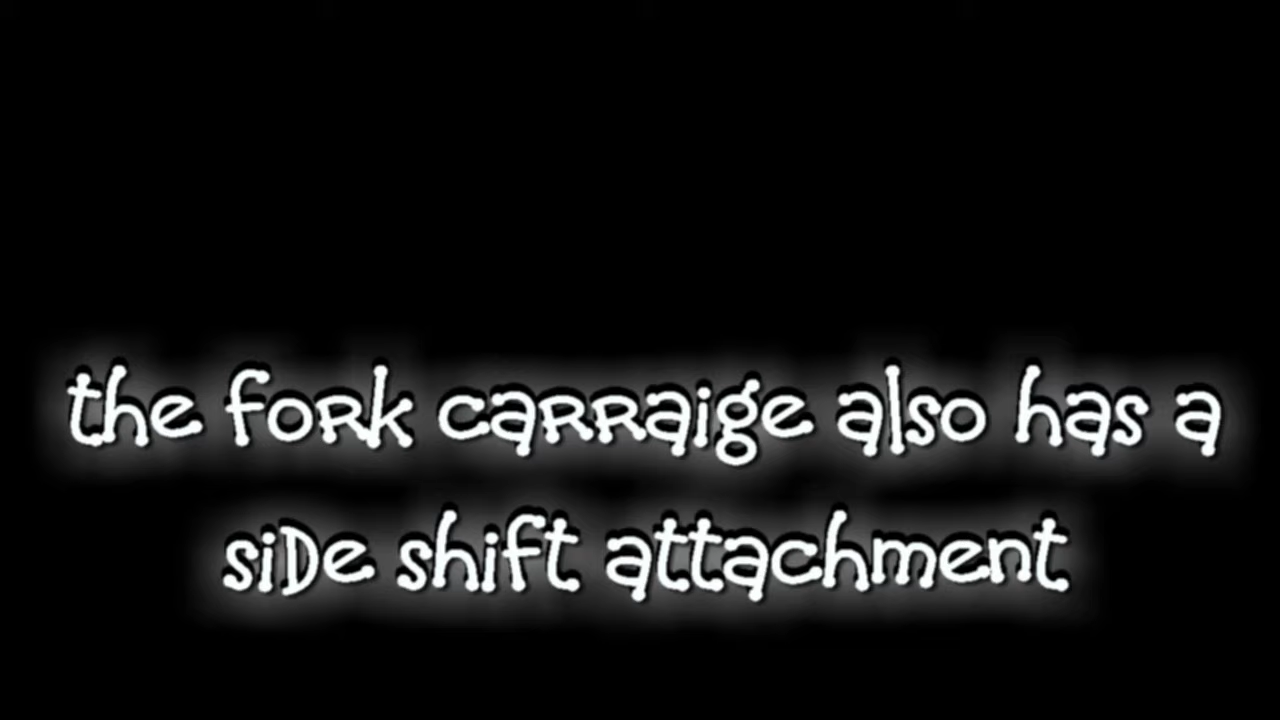 the fork carraige also has a
side shift attachment